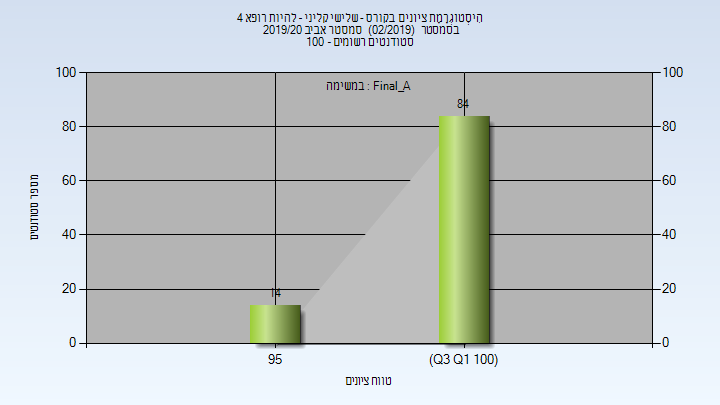 הִיסְטוגְרָמַת ציונים בקורס - שלישי קליני - להיות רופא 4
בסמסטר (02/2019) סמסטר אביב 2019/20
סטודנטים רשומים - 100
במשימה : Final_A
100 100
84
80 80
60 60
מספר סטודנטים
40 40
20 20
14
0 0
95 (Q3 Q1 100)
טווח ציונים